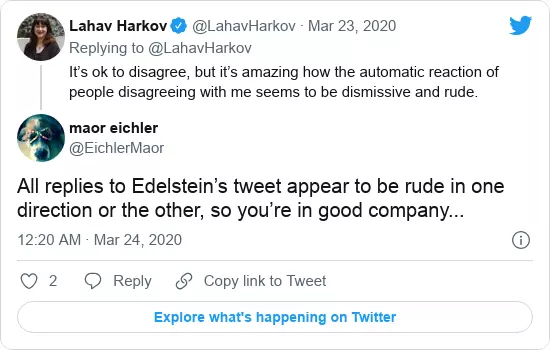 Lahav Harkov @LahavHarkov · Mar 23, 2020
Replying to @LahavHarkov
It’s ok to disagree, but it’s amazing how the automatic reaction of
people disagreeing with me seems to be dismissive and rude.
maor eichler
@EichlerMaor
All replies to Edelstein’s tweet appear to be rude in one
direction or the other, so you’re in good company...
12:20 AM · Mar 24, 2020
2 Reply Copy link to Tweet
Explore what's happening on Twitter